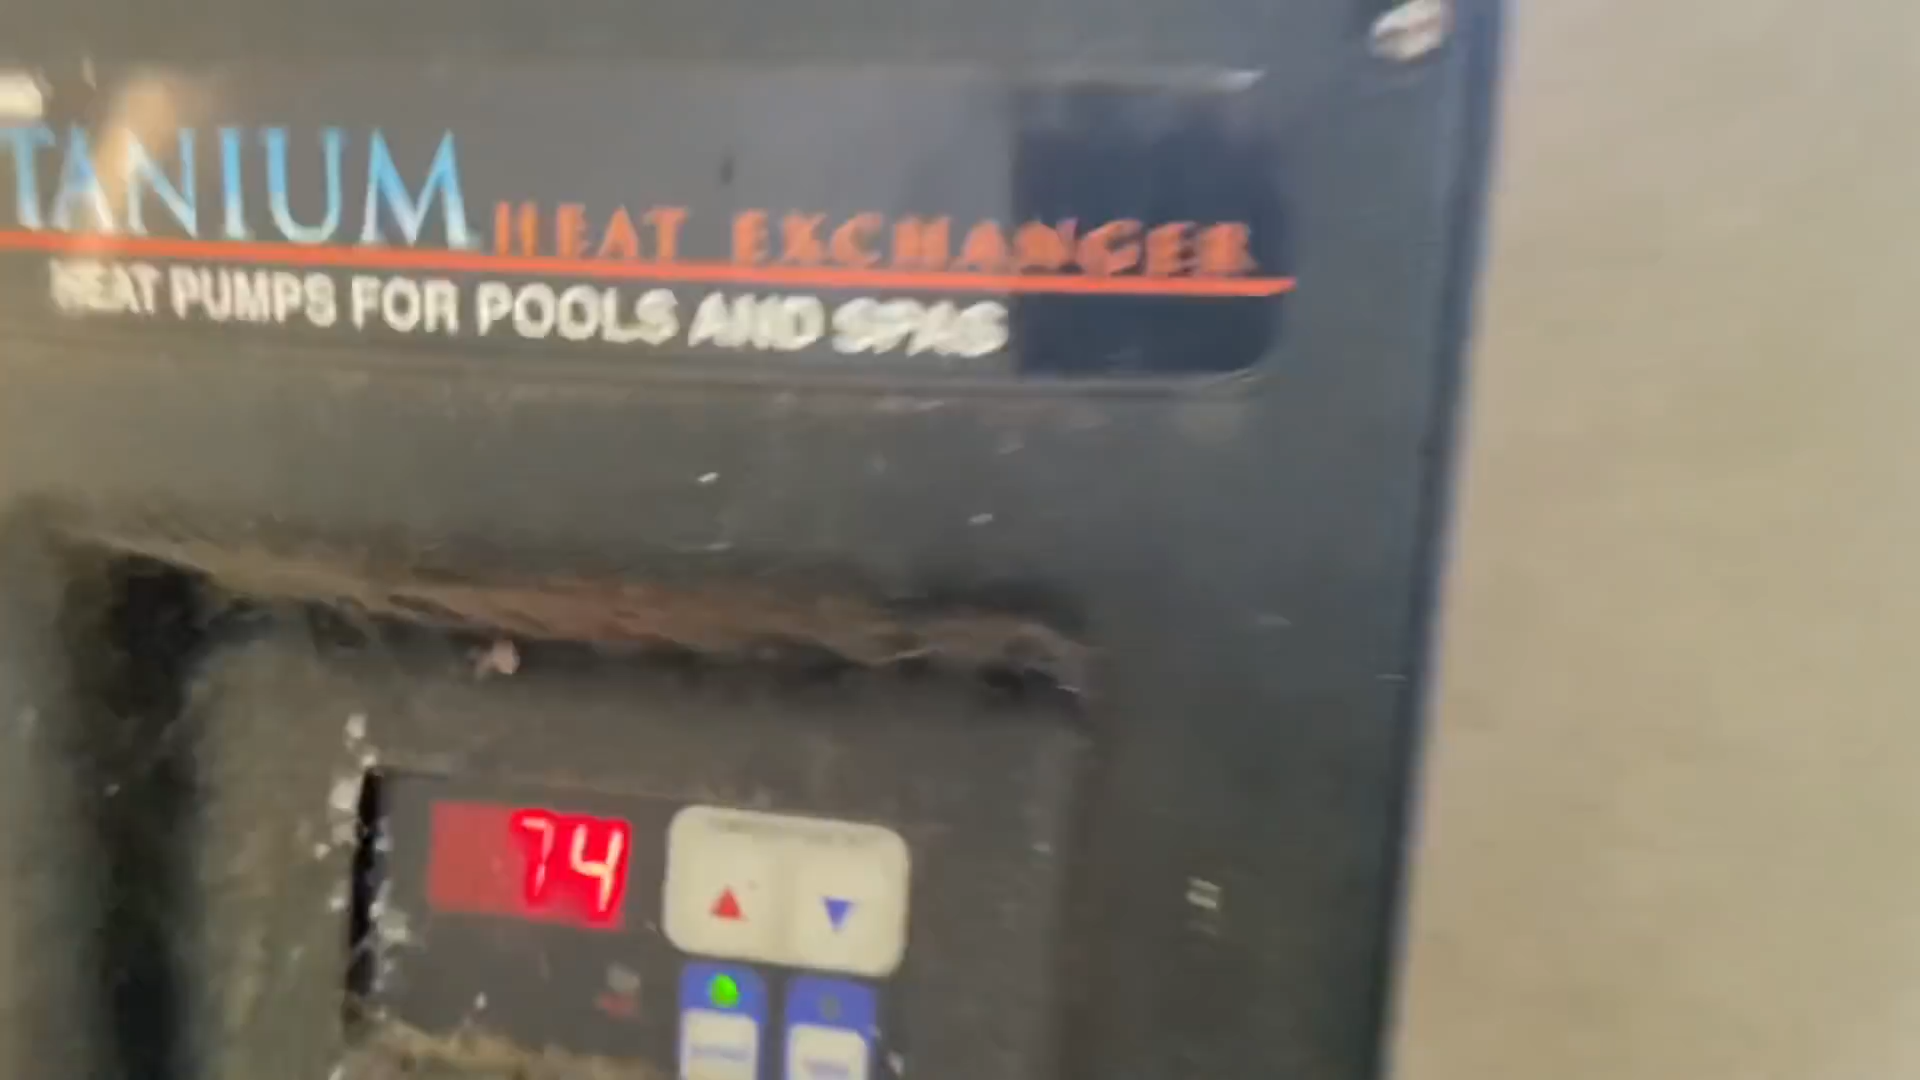 TANIUM HEAT EXCHANGER
HEAT PUMPS FOR POOLS AND SPAS
74